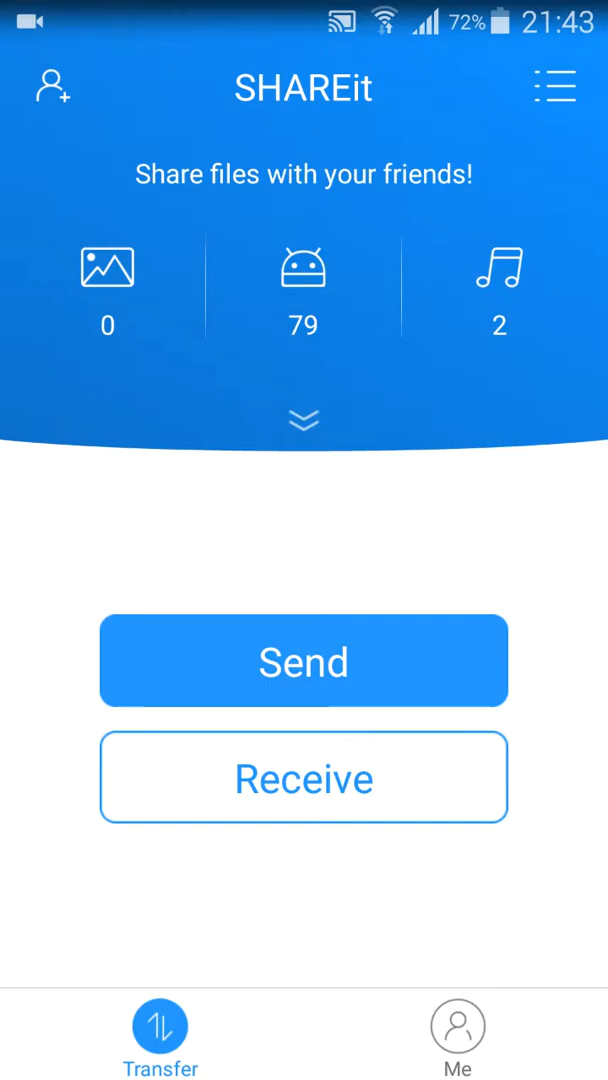 72% 21:43
SHAREit
Share files with your friends!
0 79 2
Send
Receive
Transfer Me